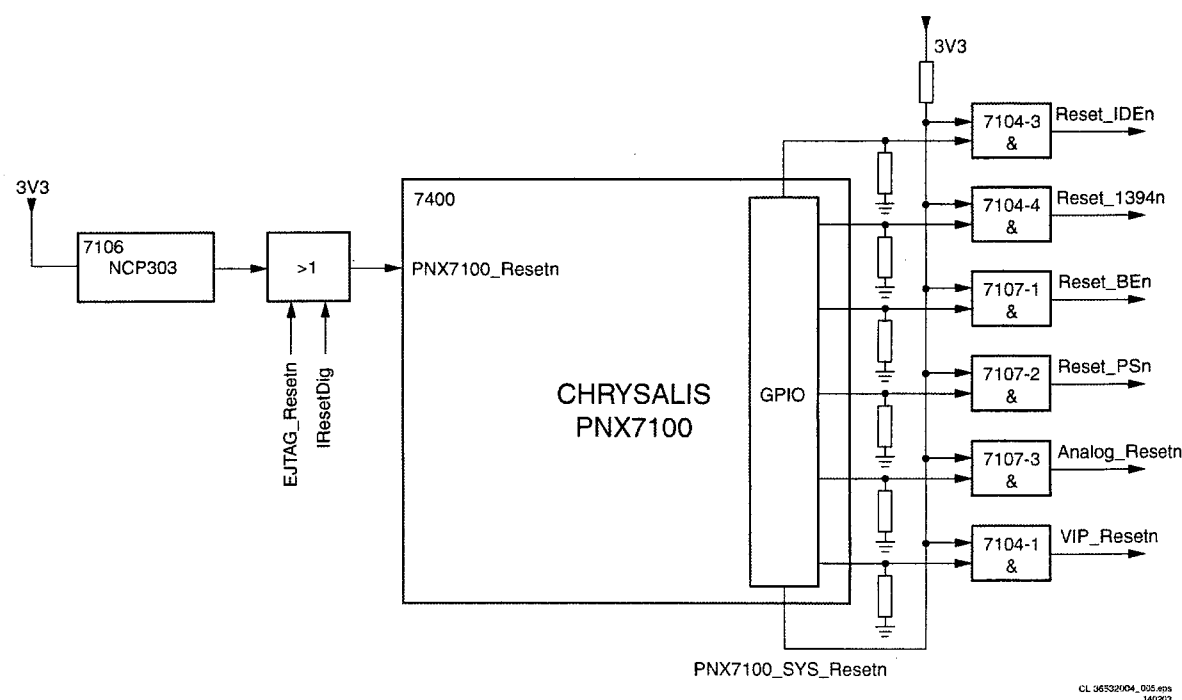 3V3
3V3
7104-3
&
Reset_IDEn
7104-4
&
Reset_1394n
7400
7106
NCP303
>1
PNX7100_Resetn
EJTAG_Resetn
IResetDig
CHRYSALIS
PNX7100
GPIO
7107-1
&
Reset_BEn
7107-2
&
Reset_PSn
7107-3
&
Analog_Resetn
7104-1
&
VIP_Resetn
PNX7100_SYS_Resetn
CL 36532004_005.eps
140203